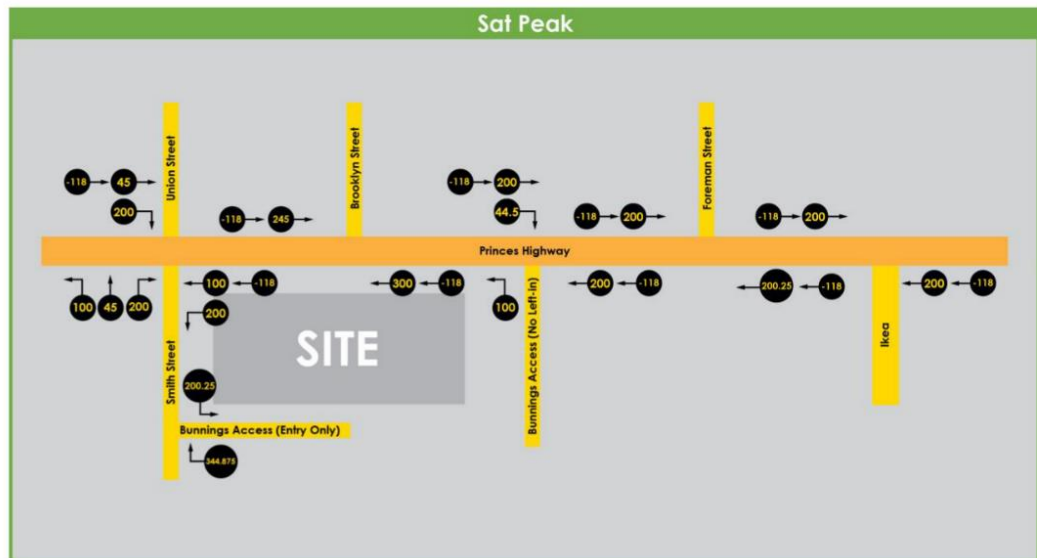 Sat Peak
Union Street
Brooklyn Street
Foreman Street
-118 45
200
-118 245
-118 200
44.5
-118 200
-118 200
Princes Highway
100 45 200
100 -118
200
300 -118
100
200 -118
200.25 -118
200 -118
SITE
Smith Street
Bunnings Access (No Left-in)
Ikea
200.25
Bunnings Access (Entry Only)
344.875